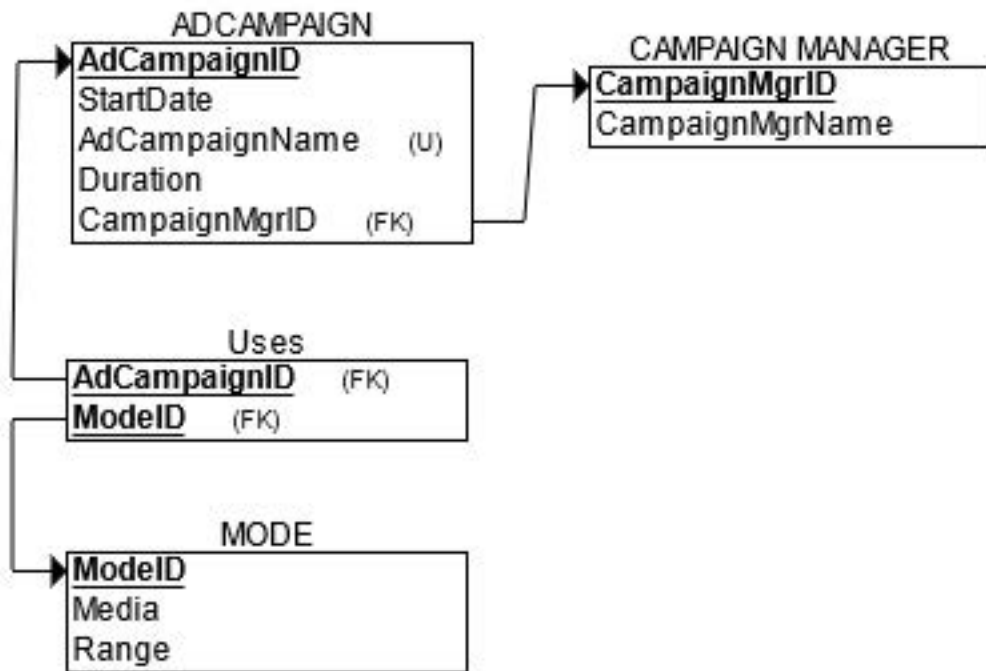 ADCAMPAIGN
AdCampaignID
StartDate
AdCampaignName (U)
Duration
CampaignMgrID (FK)
CAMPAIGN MANAGER
CampaignMgrID
CampaignMgrName
Uses
AdCampaignID (FK)
ModeID (FK)
MODE
ModeID
Media
Range